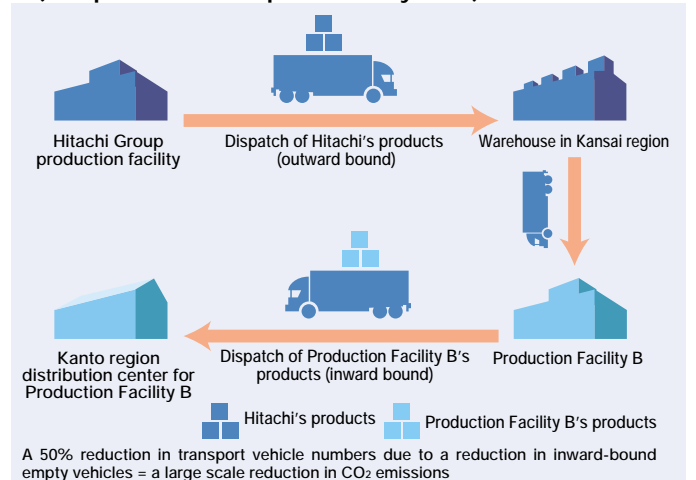 Hitachi Group
production facility
Dispatch of Hitachi's products
(outward bound)
Warehouse in Kansai region
Kanto region
distribution center for
Production Facility B
Dispatch of Production Facility B's
products (inward bound)
Production Facility B
Hitachi's products
Production Facility B's products
A 50% reduction in transport vehicle numbers due to a reduction in inward-bound
empty vehicles = a large scale reduction in CO₂ emissions